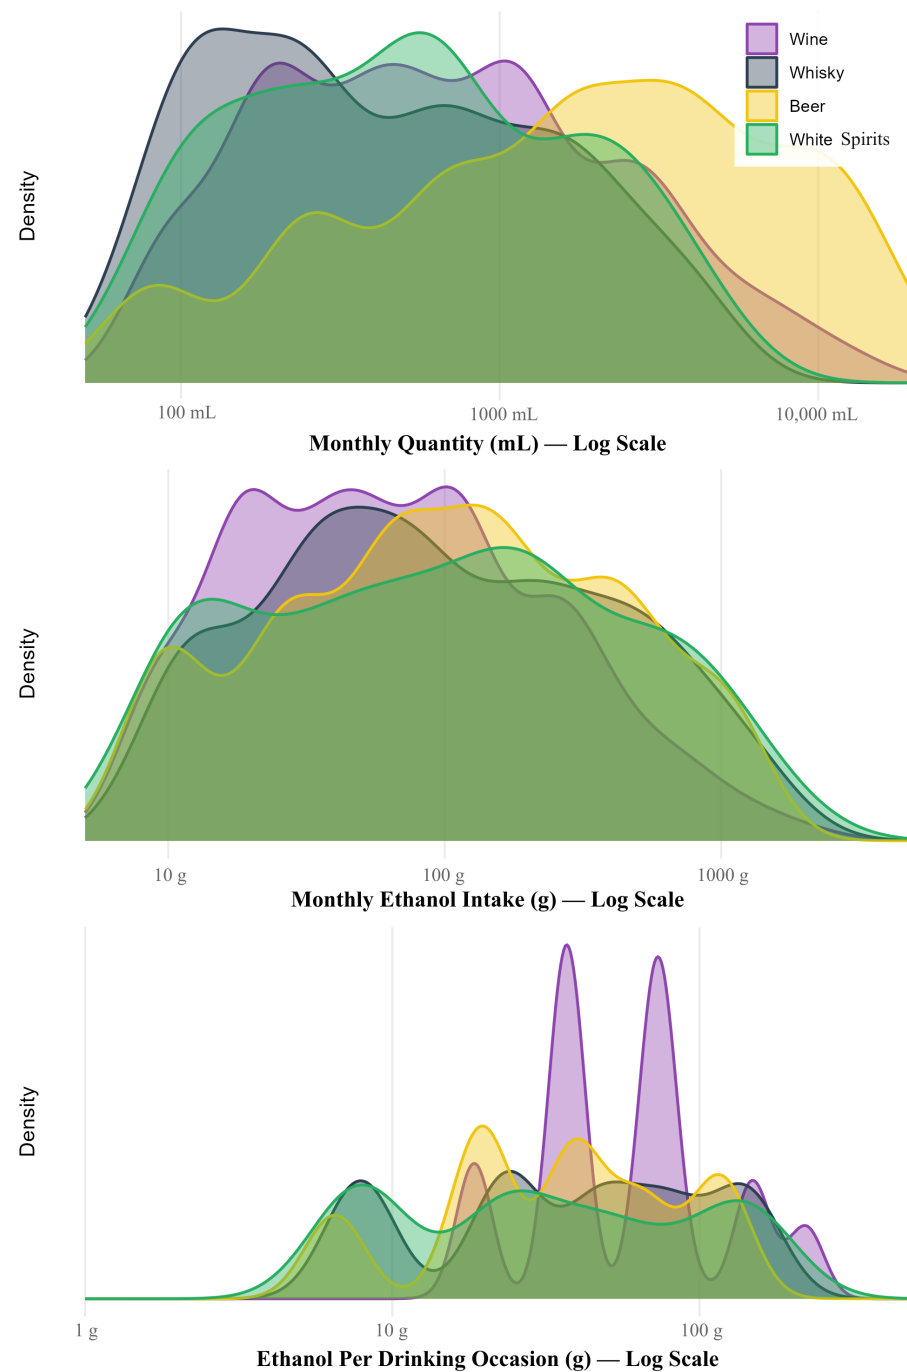 Wine
Whisky
Beer
White Spirits
Density
100 mL
1000 mL
10,000 mL
Monthly Quantity (mL) — Log Scale
Density
10 g
100 g
1000 g
Monthly Ethanol Intake (g) — Log Scale
Density
1 g
10 g
100 g
Ethanol Per Drinking Occasion (g) — Log Scale